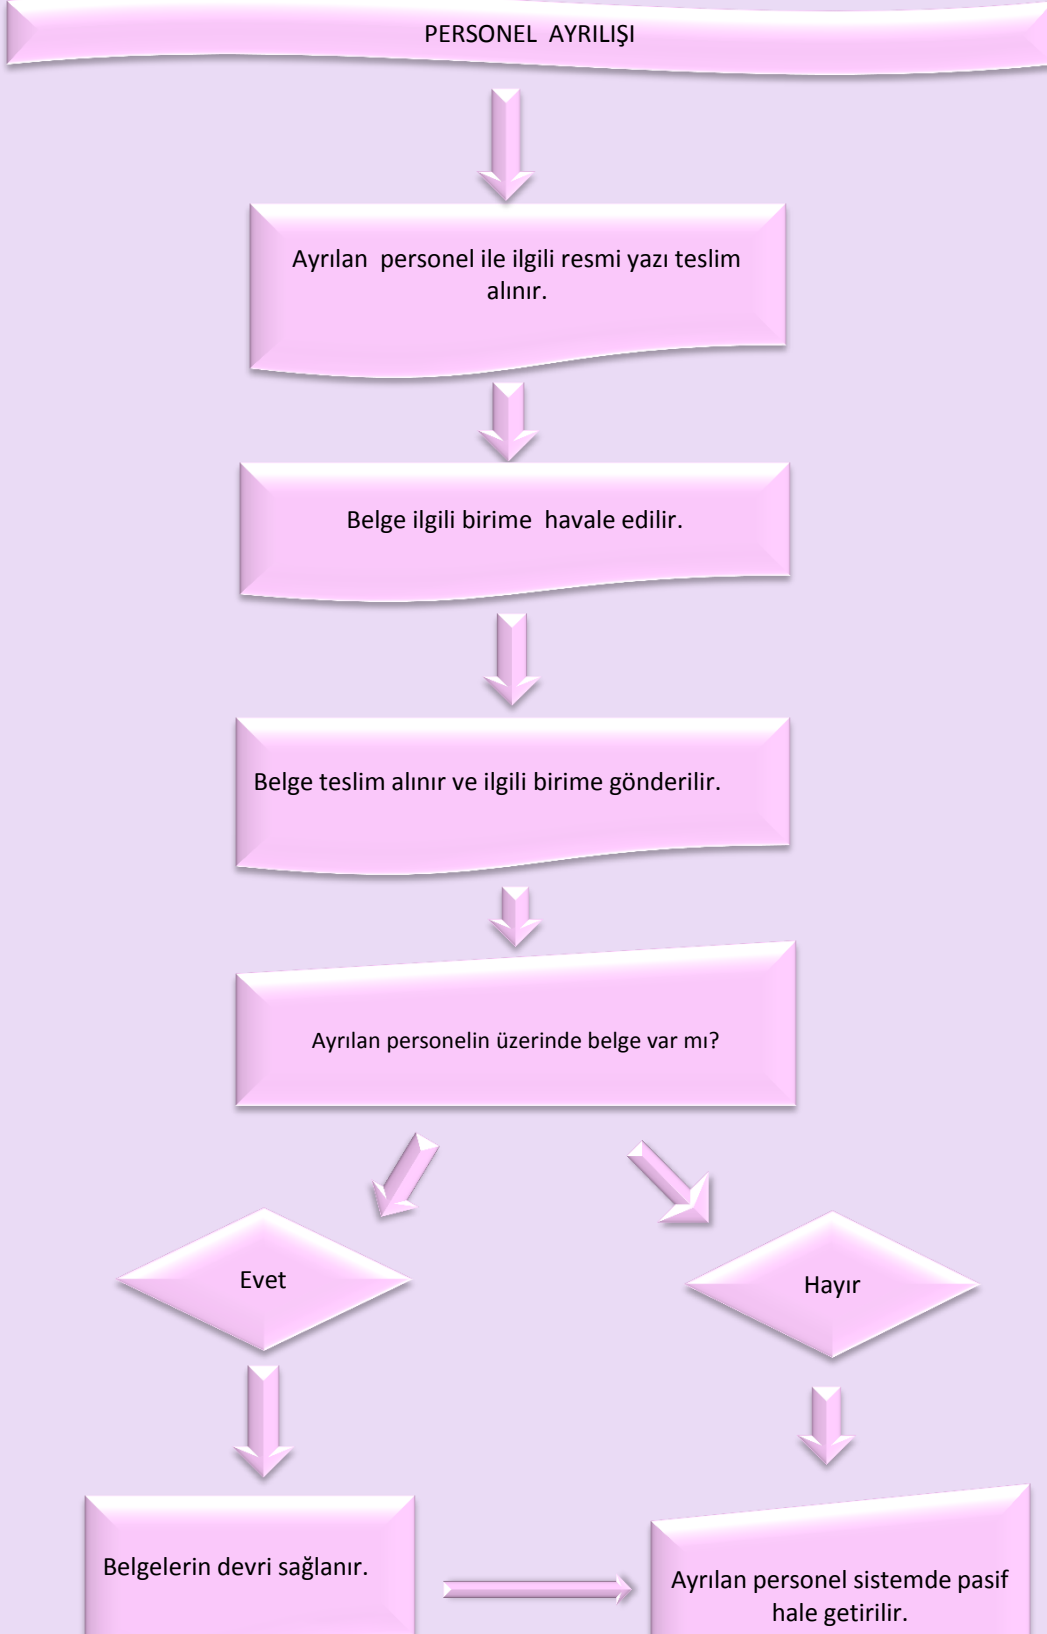 PERSONEL  AYRILIŞI
Ayrılan  personel ile ilgili resmi yazı teslim
alınır.
Belge ilgili birime  havale edilir.
Belge teslim alınır ve ilgili birime gönderilir.
Ayrılan personelin üzerinde belge var mı?
Evet
Hayır
Belgelerin devri sağlanır.
Ayrılan personel sistemde pasif
hale getirilir.